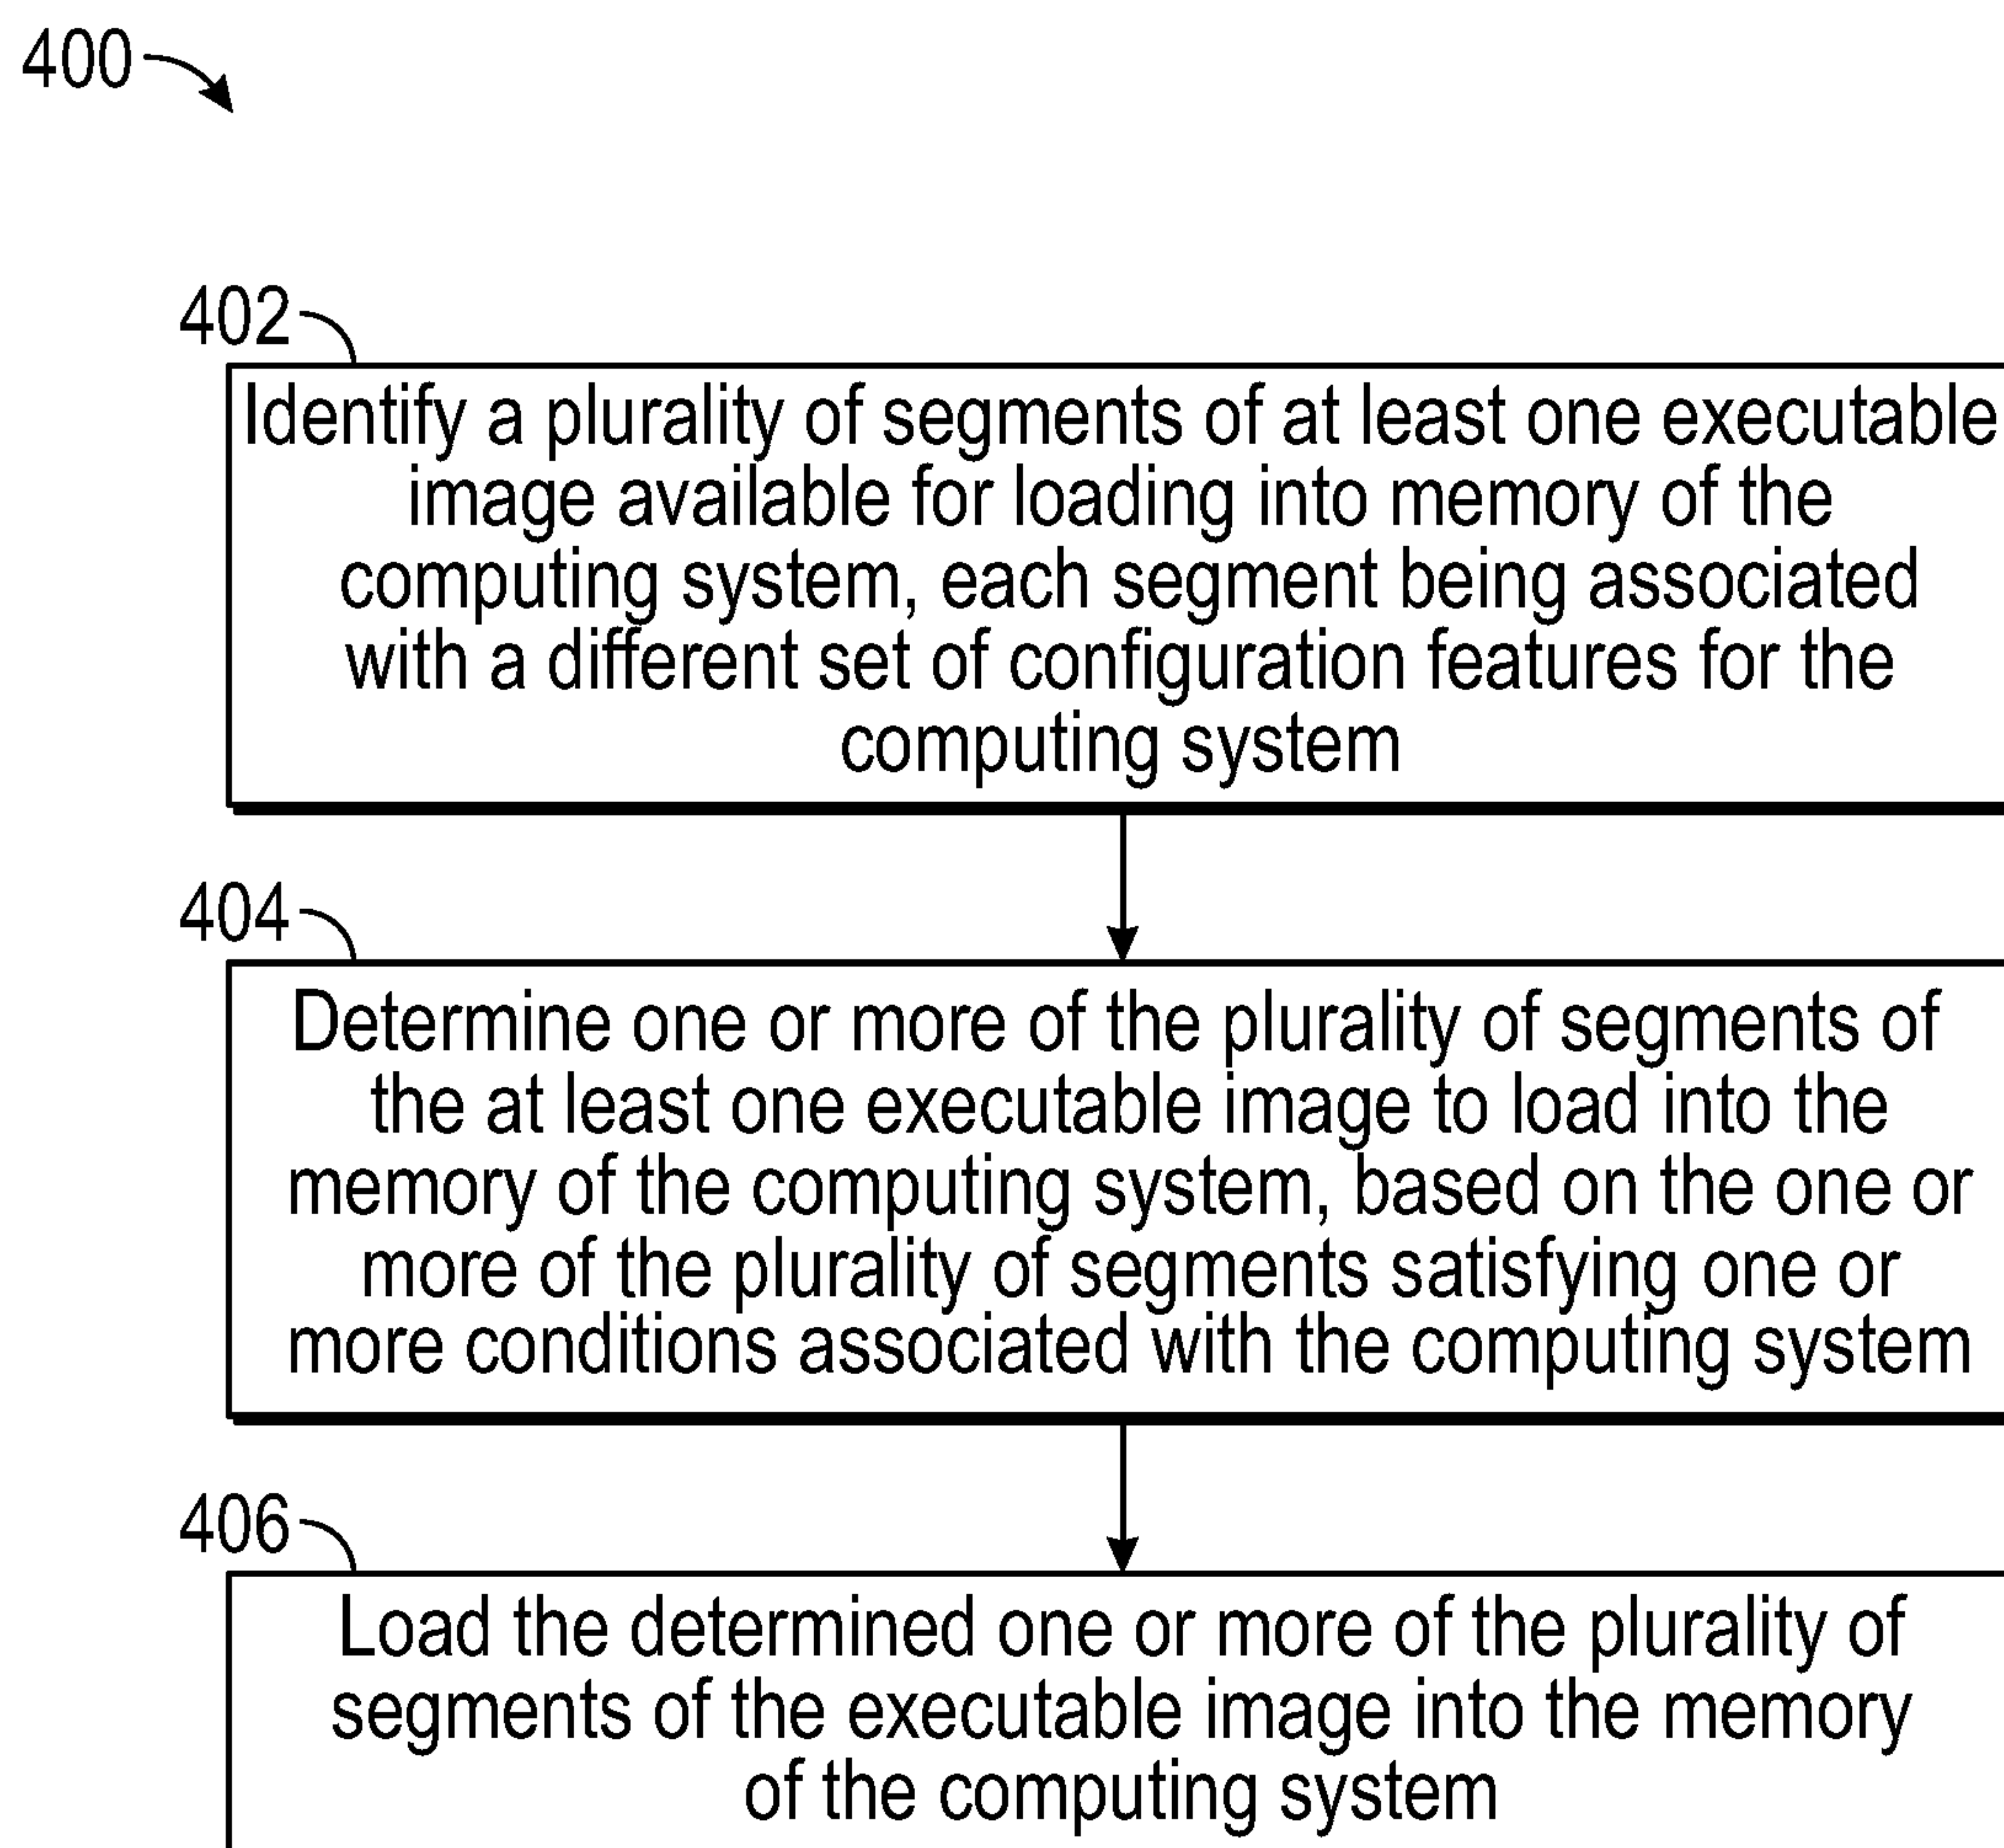 400
402
Identify a plurality of segments of at least one executable
image available for loading into memory of the
computing system, each segment being associated
with a different set of configuration features for the
computing system
404
Determine one or more of the plurality of segments of
the at least one executable image to load into the
memory of the computing system, based on the one or
more of the plurality of segments satisfying one or
more conditions associated with the computing system
406
Load the determined one or more of the plurality of
segments of the executable image into the memory
of the computing system